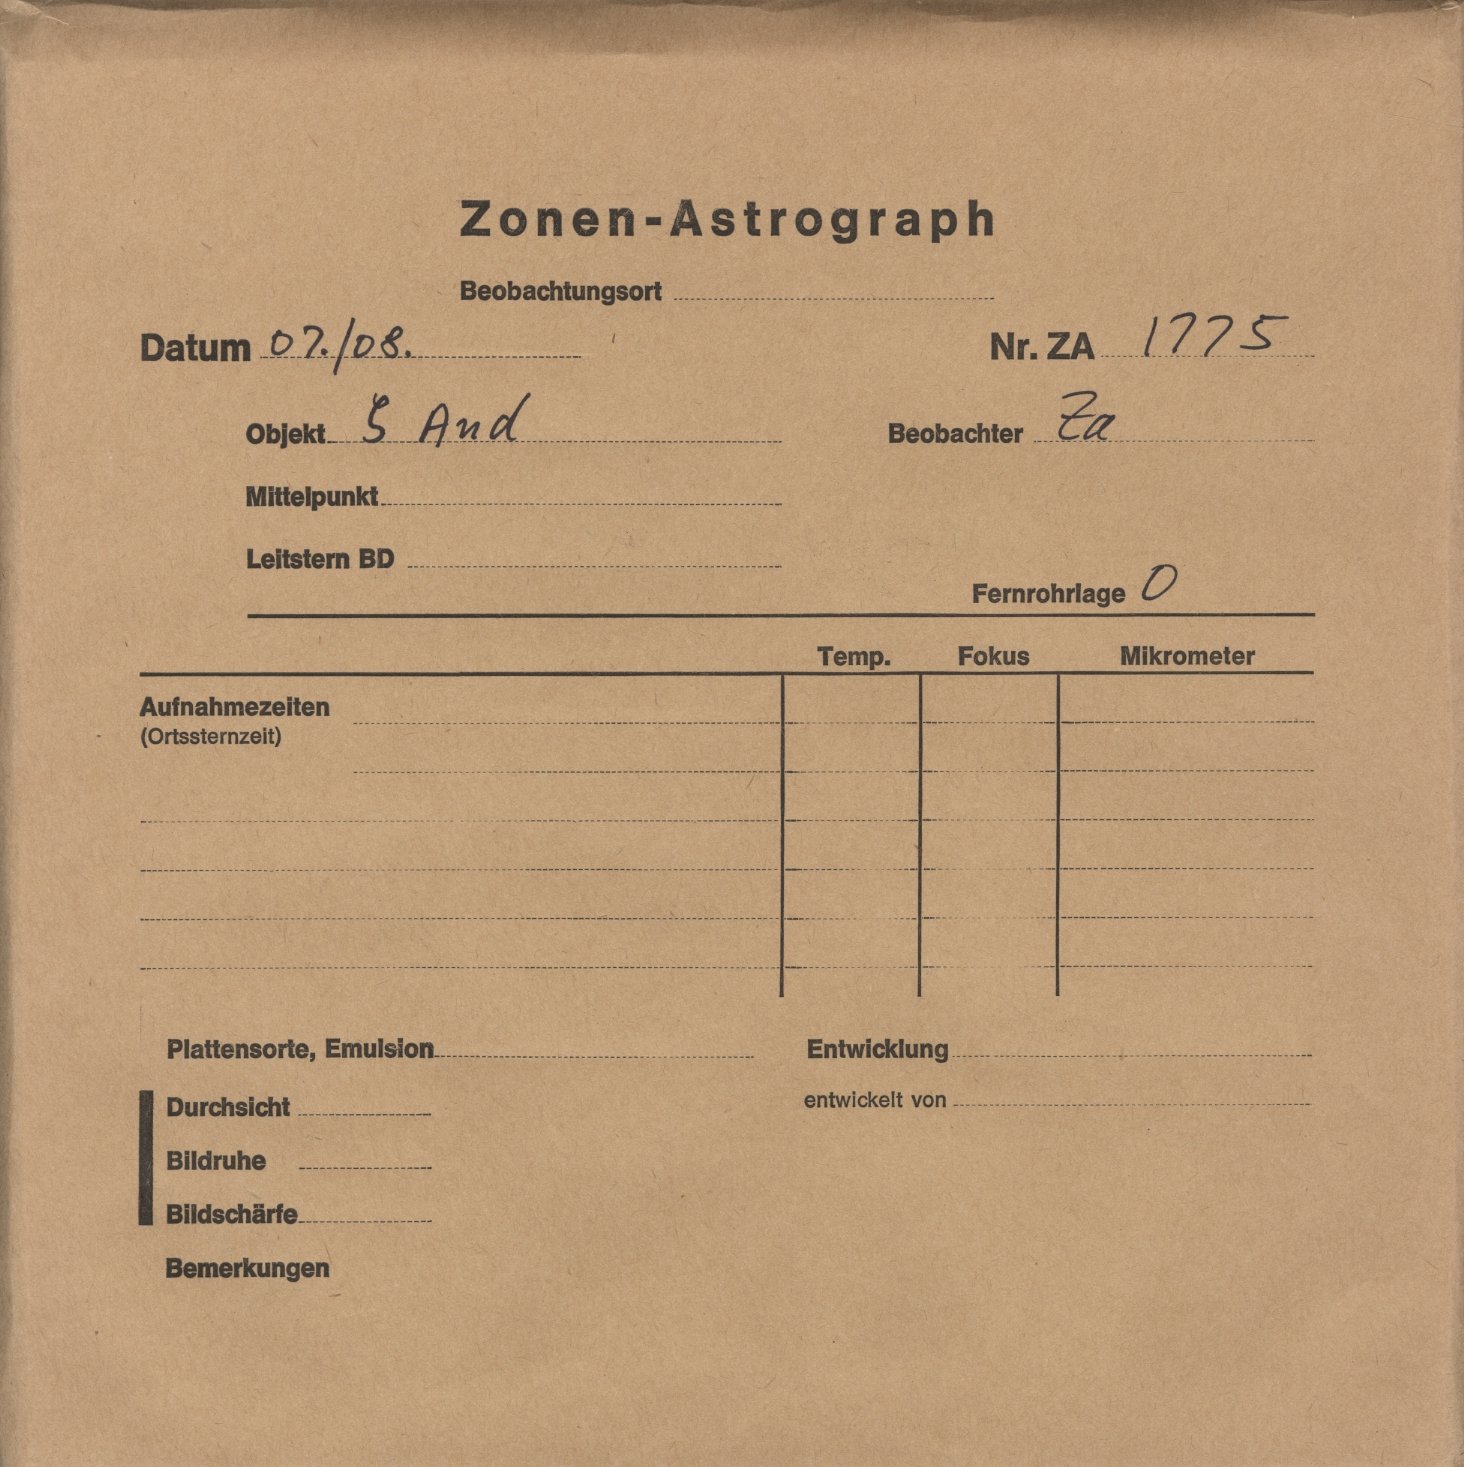 Zonen-Astrograph
Beobachtungsort
Datum 07./08.
Nr. ZA 1775
Objekt ζ And
Beobachter Za
Mittelpunkt
Leitstern BD
Fernrohrlage O
Temp. Fokus Mikrometer
Aufnahmezeiten
(Ortssternzeit)
Plattensorte, Emulsion
Entwicklung
Durchsicht
entwickelt von
Bildruhe
Bildschärfe
Bemerkungen